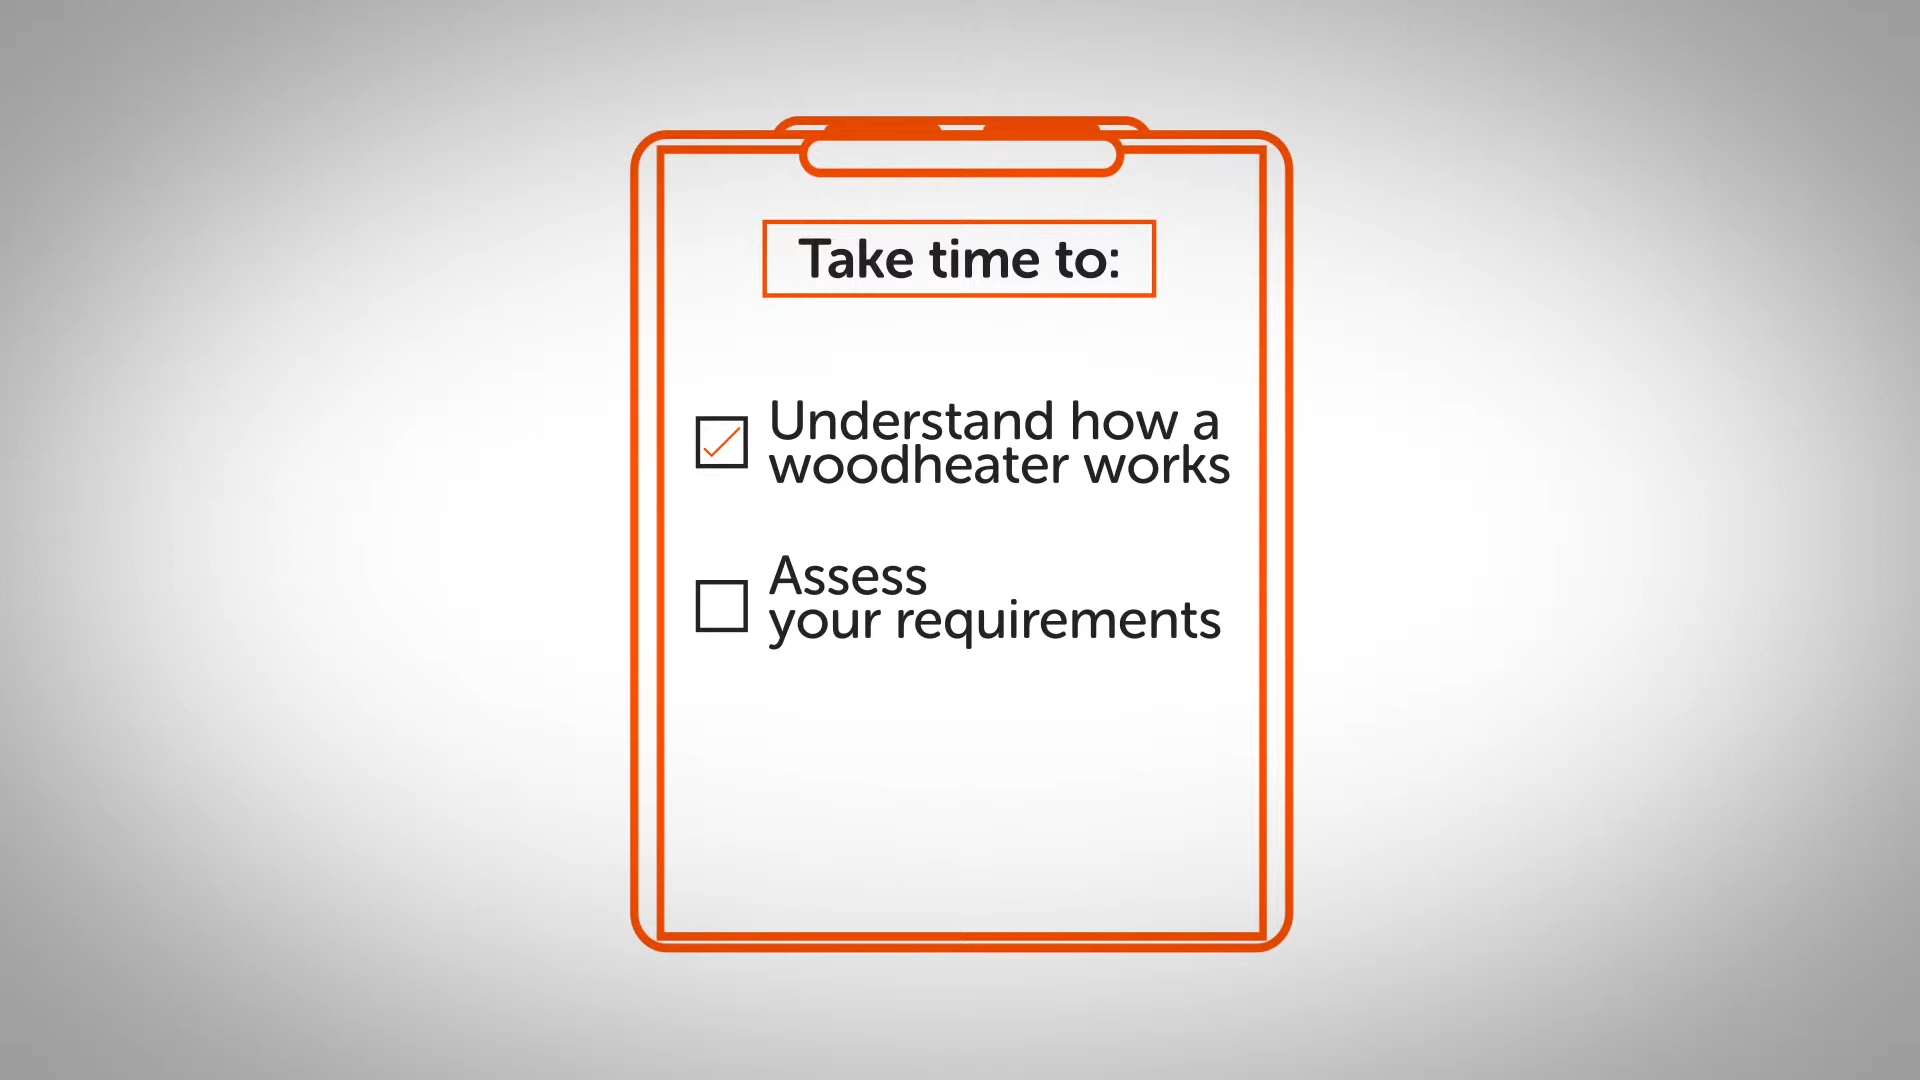 Take time to:
Understand how a
woodheater works
Assess
your requirements